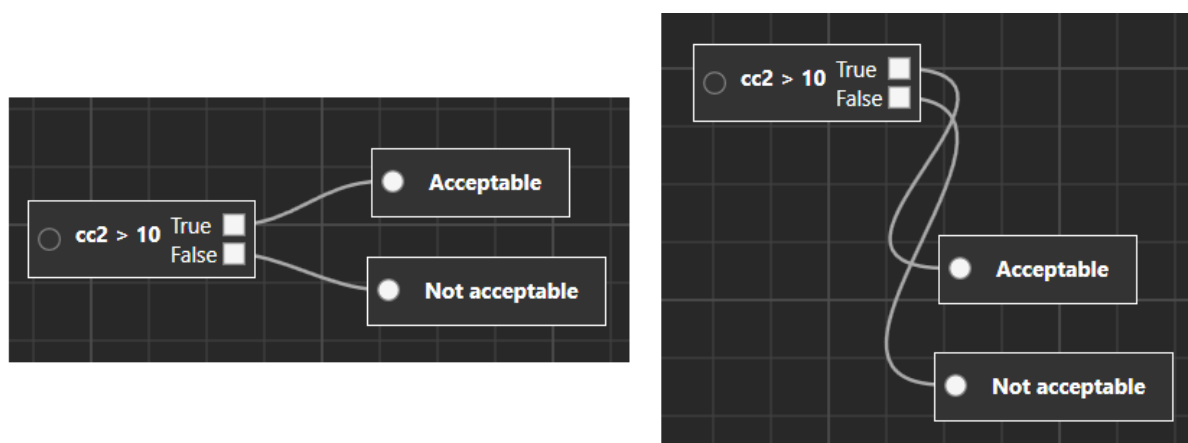 cc2 > 10
True
False
Acceptable
Not acceptable
cc2 > 10
True
False
Acceptable
Not acceptable